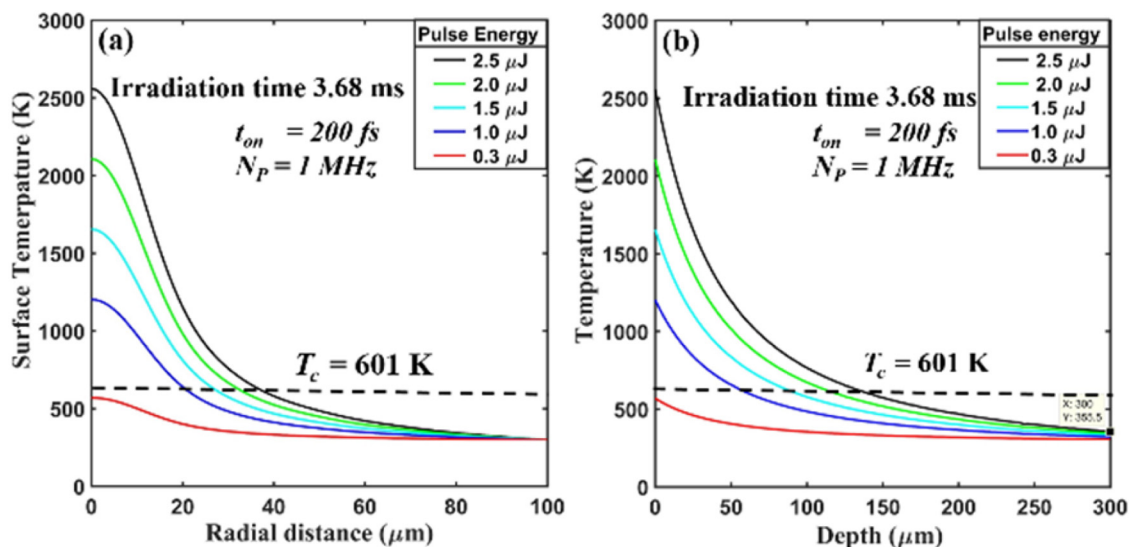 (a)
Pulse Energy
2.5 μJ
2.0 μJ
1.5 μJ
1.0 μJ
0.3 μJ
Irradiation time 3.68 ms
t_on = 200 fs
N_P = 1 MHz
T_c = 601 K
Surface Temerpature (K)
3000
2500
2000
1500
1000
500
0
0 20 40 60 80 100
Radial distance (μm)
(b)
Pulse energy
2.5 μJ
2.0 μJ
1.5 μJ
1.0 μJ
0.3 μJ
Irradiation time 3.68 ms
t_on = 200 fs
N_P = 1 MHz
T_c = 601 K
X: 300
Temperature (K)
3000
2500
2000
1500
1000
500
0
0 50 100 150 200 250 300
Depth (μm)